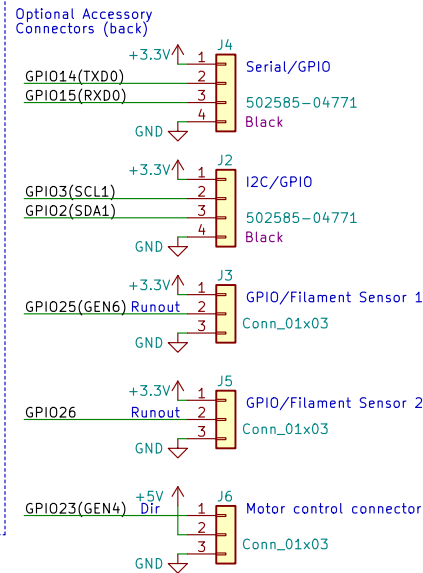 Optional Accessory
Connectors (back)
+3.3V 1 J4
GPIO14(TXD0) 2 Serial/GPIO
GPIO15(RXD0) 3 502585-04771
GND 4 Black
+3.3V 1 J2
GPIO3(SCL1) 2 I2C/GPIO
GPIO2(SDA1) 3 502585-04771
GND 4 Black
+3.3V 1 J3
GPIO25(GEN6) Runout 2 GPIO/Filament Sensor 1
GND 3 Conn_01x03
+3.3V 1 J5
GPIO26 Runout 2 GPIO/Filament Sensor 2
GND 3 Conn_01x03
+5V J6
GPIO23(GEN4) Dir 1 Motor control connector
2
GND 3 Conn_01x03